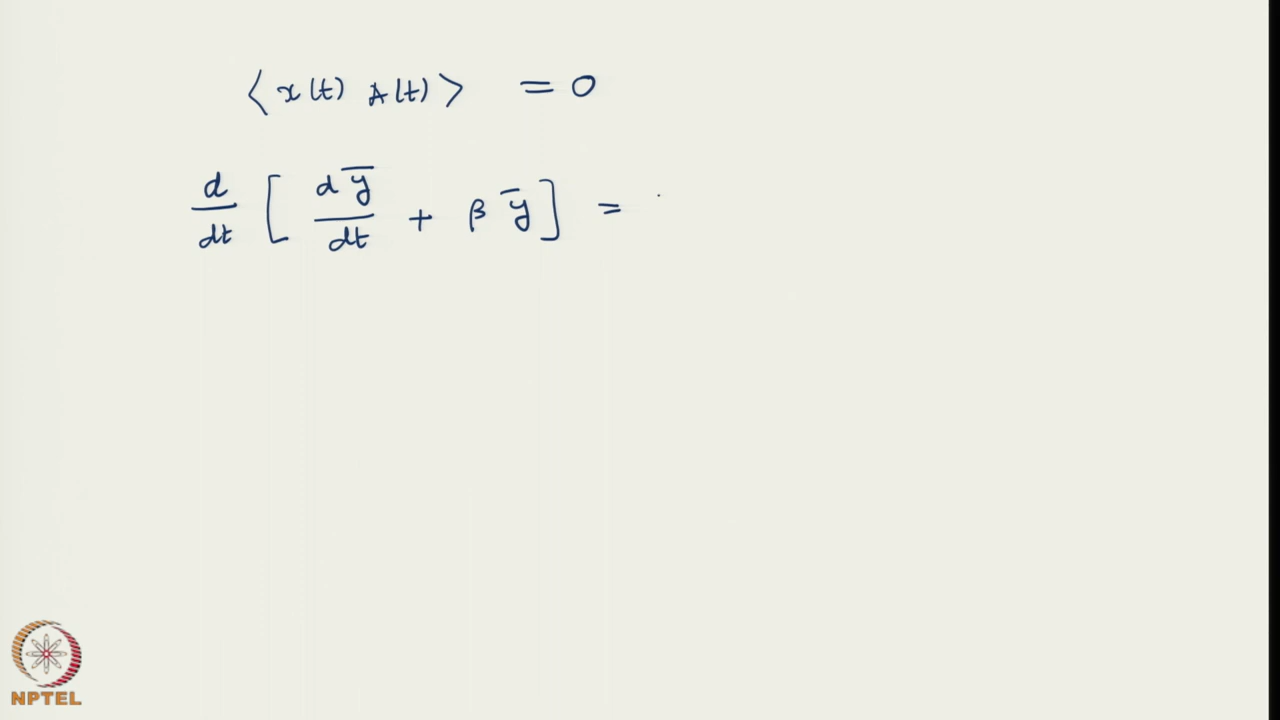 ⟨x(t) A(t)⟩ = 0
d/dt [ dȳ/dt + β ȳ ] =
NPTEL